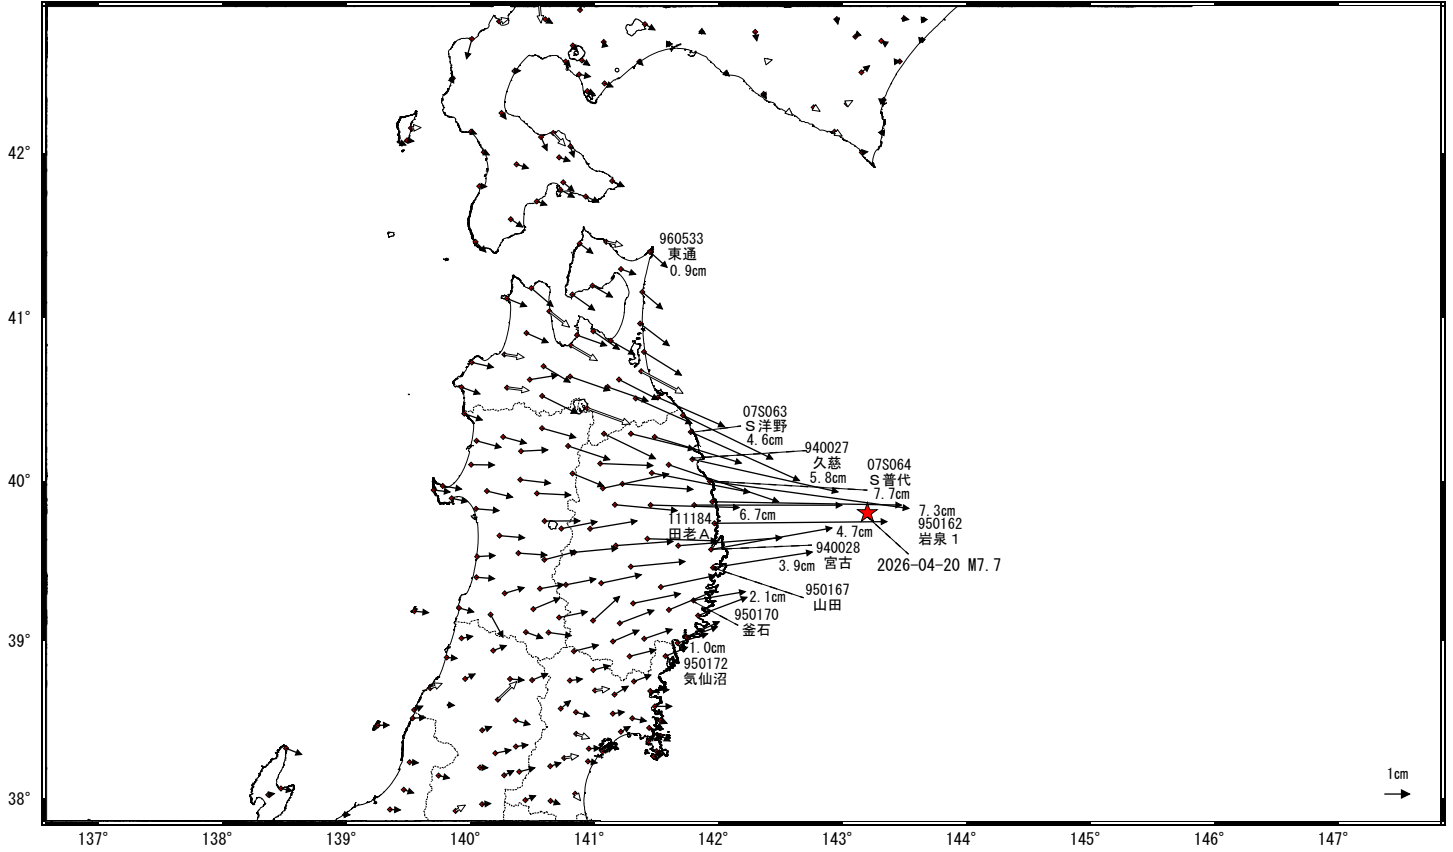 42°
41°
40°
39°
38°
960533
東通
0.9cm
07S063
S洋野
4.6cm
940027
久慈
5.8cm
07S064
S普代
7.7cm
7.3cm
950162
岩泉1
6.7cm
111184
田老A
4.7cm
940028
宮古
3.9cm
2026-04-20 M7.7
950167
山田
2.1cm
950170
釜石
1.0cm
950172
気仙沼
1cm
137° 138° 139° 140° 141° 142° 143° 144° 145° 146° 147°